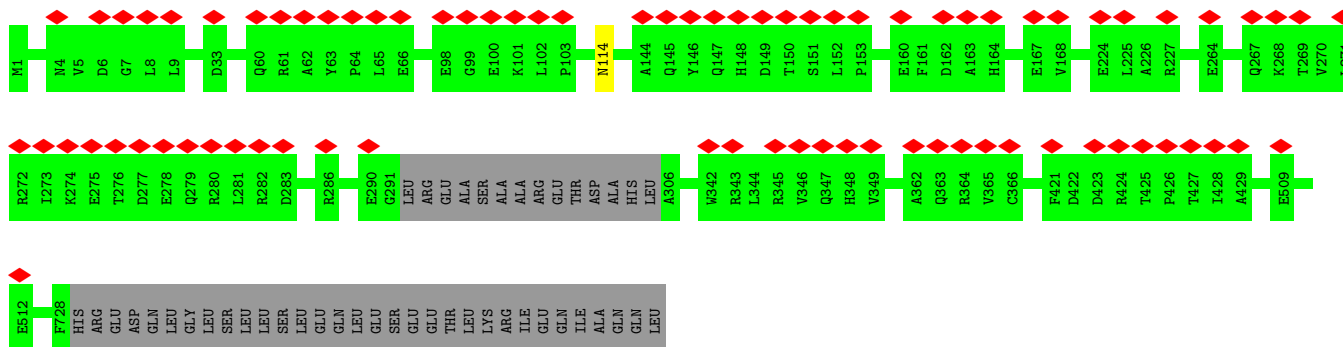 M1 N4 V5 D6 G7 L8 L9 D33 Q60 R61 A62 Y63 P64 L65 E66 E98 G99 E100 K101 L102 P103 N114 A144 Q145 Y146 Q147 H148 D149 T150 S151 L152 P153 E160 F161 D162 A163 H164 E167 V168 E224 L225 A226 R227 E264 Q267 K268 T269 V270
R272 I273 K274 E275 T276 D277 E278 Q279 R280 L281 R282 D283 R286 E290 G291 LEU ARG GLU ALA SER ALA ALA ARG GLU THR ASP ALA HIS LEU A306 W342 R343 L344 R345 V346 Q347 H348 V349 A362 Q363 R364 V365 C366 F421 D422 D423 R424 T425 P426 T427 I428 A429 E509
E512 F728 HIS ARG GLU ASP GLN LEU GLY LEU SER LEU LEU SER LEU GLU GLN LEU GLU SER GLU GLU THR LEU LYS ARG ILE GLU GLN ILE ALA GLN GLN LEU